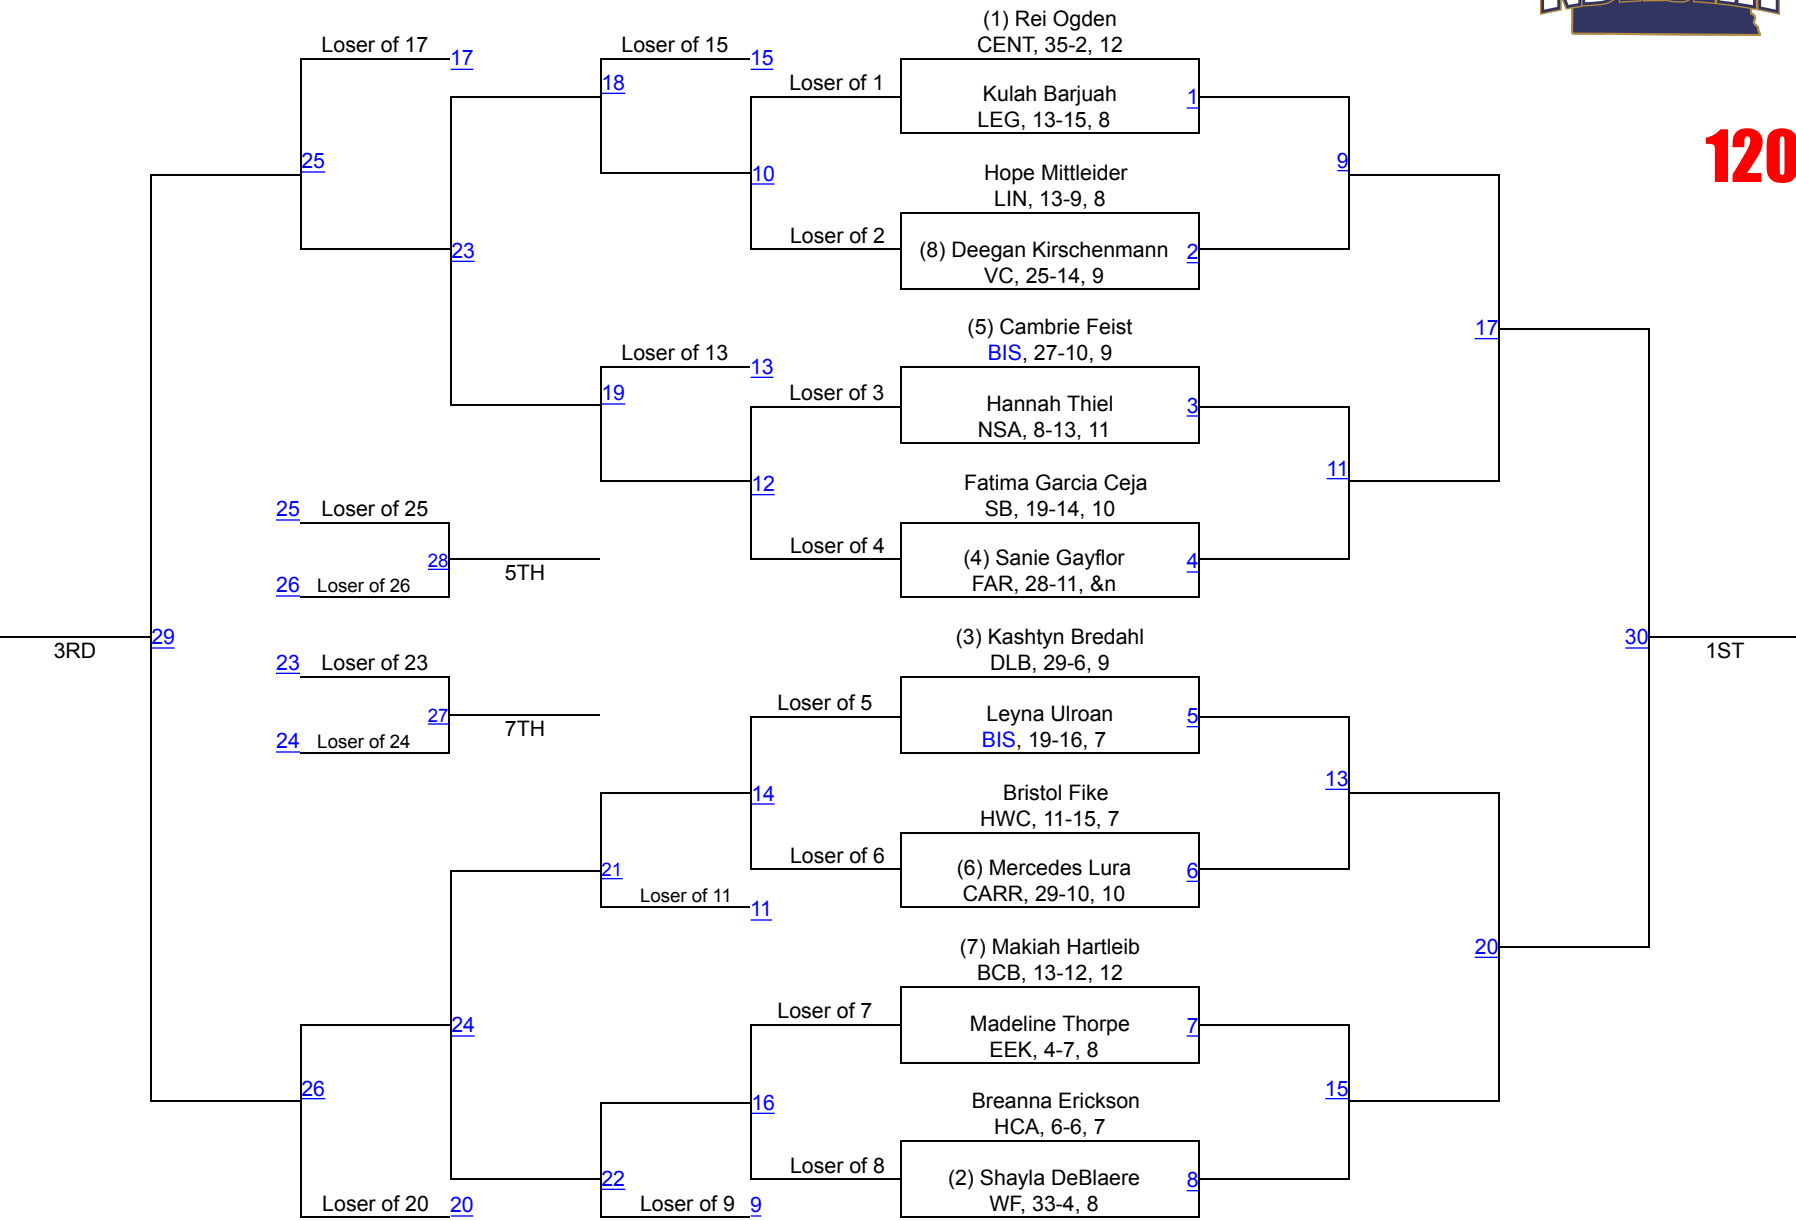 (1) Rei Ogden
CENT, 35-2, 12
Loser of 17
17
Loser of 15
15
18
Loser of 1
Kulah Barjuah
LEG, 13-15, 8
1
120
25
10
Hope Mittleider
LIN, 13-9, 8
9
23
Loser of 2
(8) Deegan Kirschenmann
VC, 25-14, 9
2
(5) Cambrie Feist
BIS, 27-10, 9
17
Loser of 13
13
19
Loser of 3
Hannah Thiel
NSA, 8-13, 11
3
12
Fatima Garcia Ceja
SB, 19-14, 10
11
25
Loser of 25
28
5TH
26
Loser of 26
Loser of 4
(4) Sanie Gayflor
FAR, 28-11, &n
4
3RD
29
(3) Kashtyn Bredahl
DLB, 29-6, 9
30
1ST
23
Loser of 23
27
7TH
24
Loser of 24
Loser of 5
Leyna Ulroan
BIS, 19-16, 7
5
14
Bristol Fike
HWC, 11-15, 7
13
21
Loser of 11
11
Loser of 6
(6) Mercedes Lura
CARR, 29-10, 10
6
(7) Makiah Hartleib
BCB, 13-12, 12
20
24
Loser of 7
Madeline Thorpe
EEK, 4-7, 8
7
26
16
Breanna Erickson
HCA, 6-6, 7
15
22
Loser of 8
(2) Shayla DeBlaere
WF, 33-4, 8
8
Loser of 20
20
Loser of 9
9